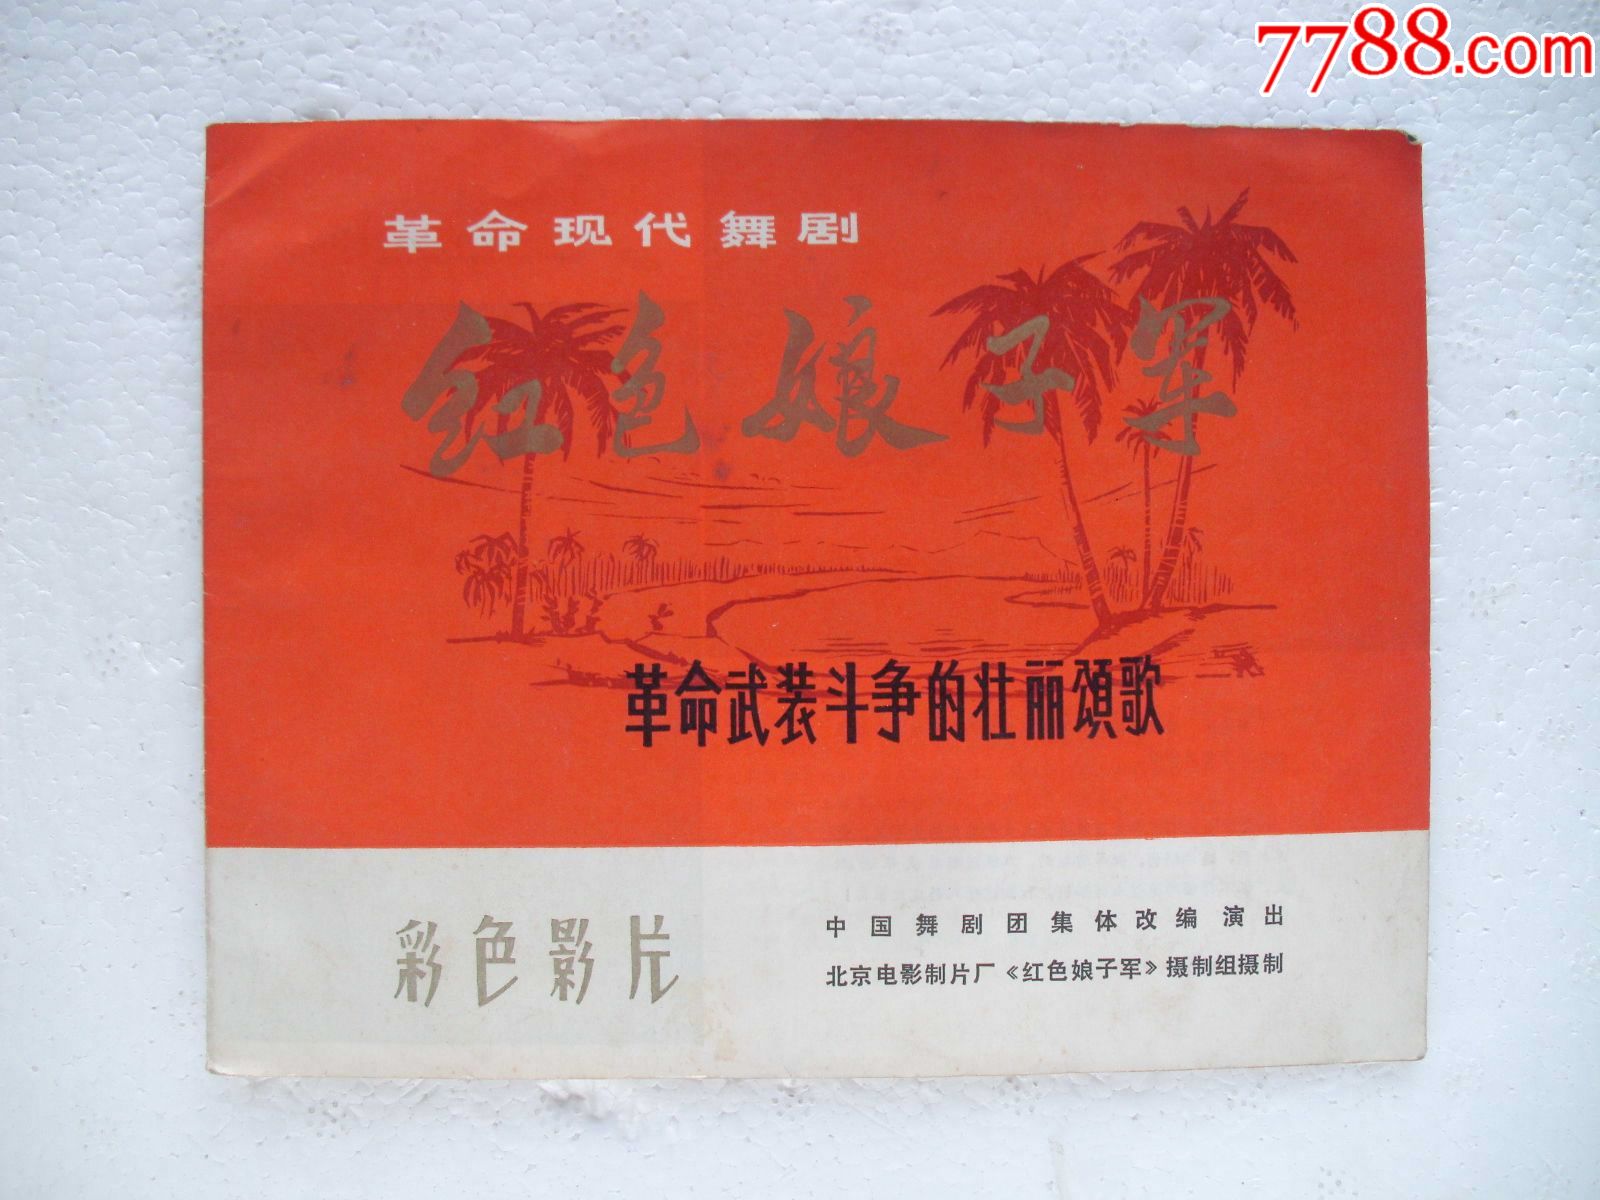 7788.com
革命现代舞剧
红色娘子军
革命武装斗争的壮丽頌歌
彩色影片
中国舞剧团集体改编演出
北京电影制片厂《红色娘子军》摄制组摄制